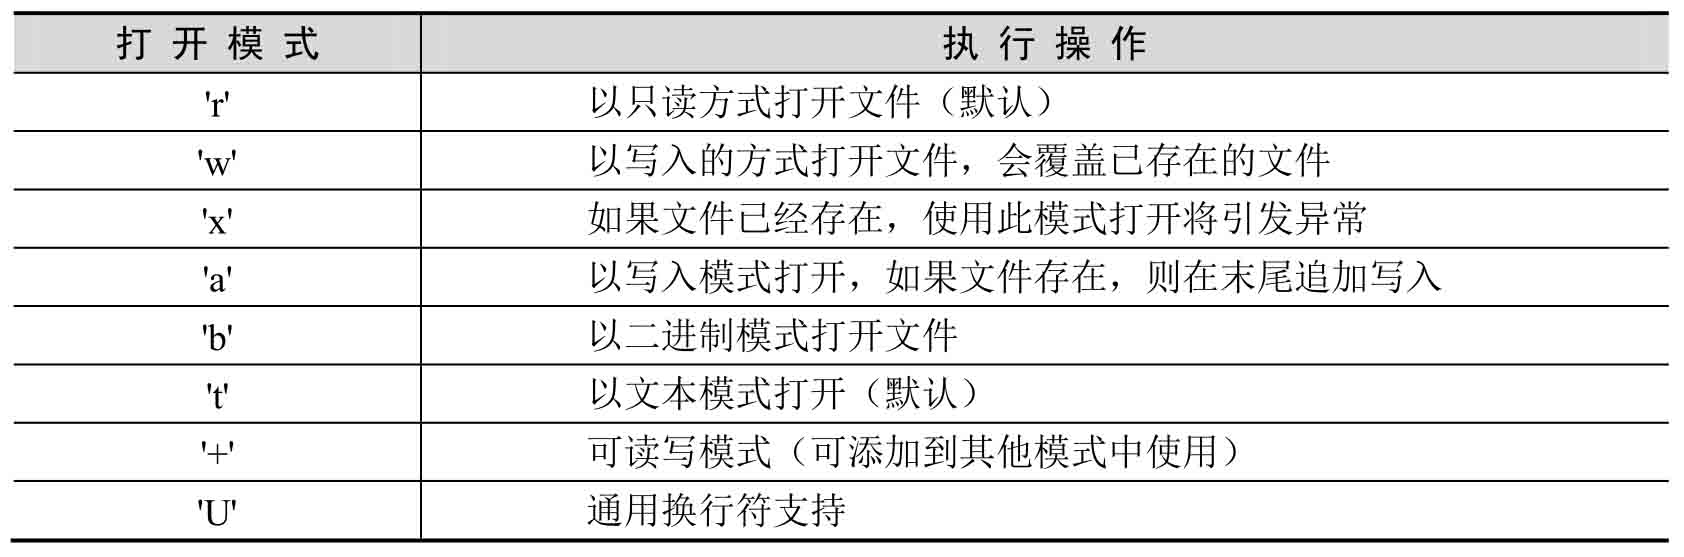 打开模式 执行操作
'r' 以只读方式打开文件（默认）
'w' 以写入的方式打开文件，会覆盖已存在的文件
'x' 如果文件已经存在，使用此模式打开将引发异常
'a' 以写入模式打开，如果文件存在，则在末尾追加写入
'b' 以二进制模式打开文件
't' 以文本模式打开（默认）
'+' 可读写模式（可添加到其他模式中使用）
'U' 通用换行符支持